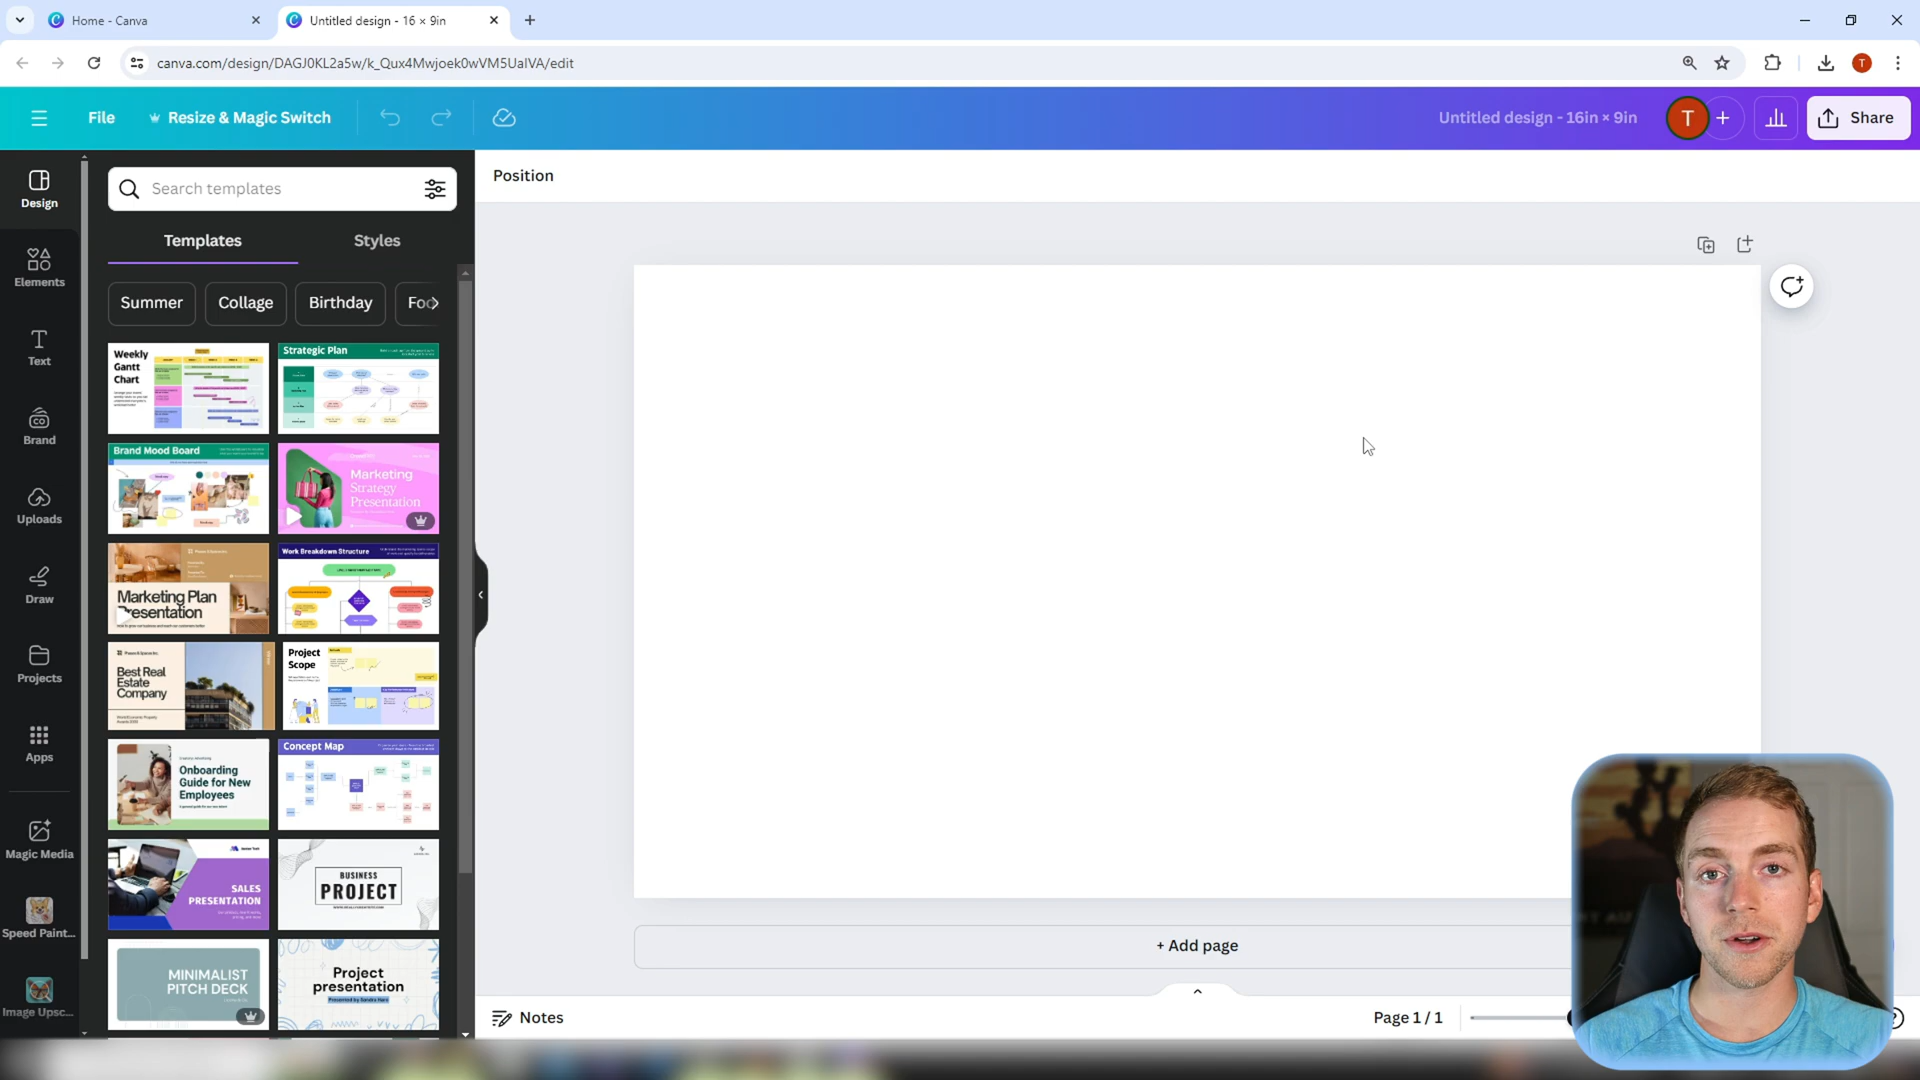 Home - Canva
Untitled design - 16 × 9in
canva.com/design/DAGJ0KL2a5w/k_Qux4Mwjoek0wVM5UaIVA/edit
T
File
Resize & Magic Switch
Untitled design - 16in × 9in
T
+
Share
Design
Elements
Text
Brand
Uploads
Draw
Projects
Apps
Magic Media
Speed Paint...
Image Upsc...
Search templates
Templates
Styles
Summer
Collage
Birthday
Foo
Weekly
Gantt
Chart
Strategic Plan
Brand Mood Board
Marketing
Strategy
Presentation
Marketing Plan
Presentation
Work Breakdown Structure
Best Real
Estate
Company
Project
Scope
Onboarding
Guide for New
Employees
Concept Map
SALES
PRESENTATION
BUSINESS
PROJECT
MINIMALIST
PITCH DECK
Project
presentation
Position
+ Add page
Notes
Page 1 / 1